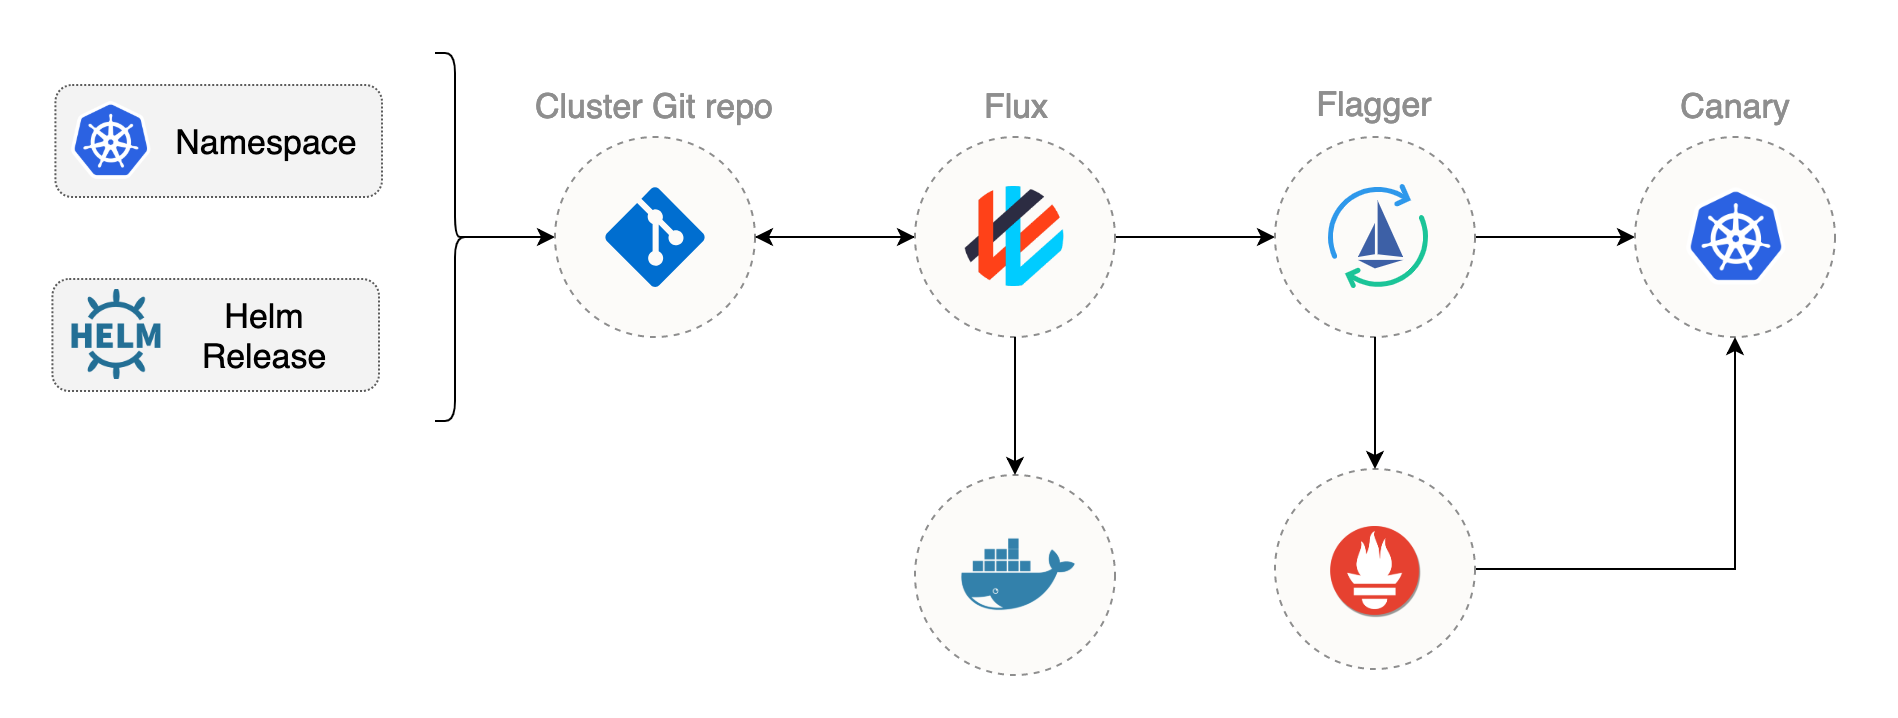 Cluster Git repo
Flux
Flagger
Canary
Namespace
HELM
Helm
Release